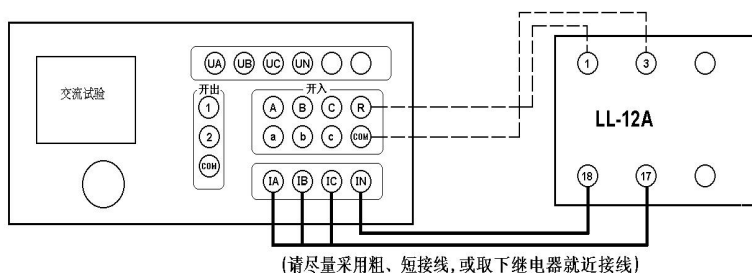 UA UB UC UN
开出 开入
交流试验
1 A B C R
2 a b c COM
COM
IA IB IC IN
1 3
LL-12A
18 17
(请尽量采用粗、短接线,或取下继电器就近接线)